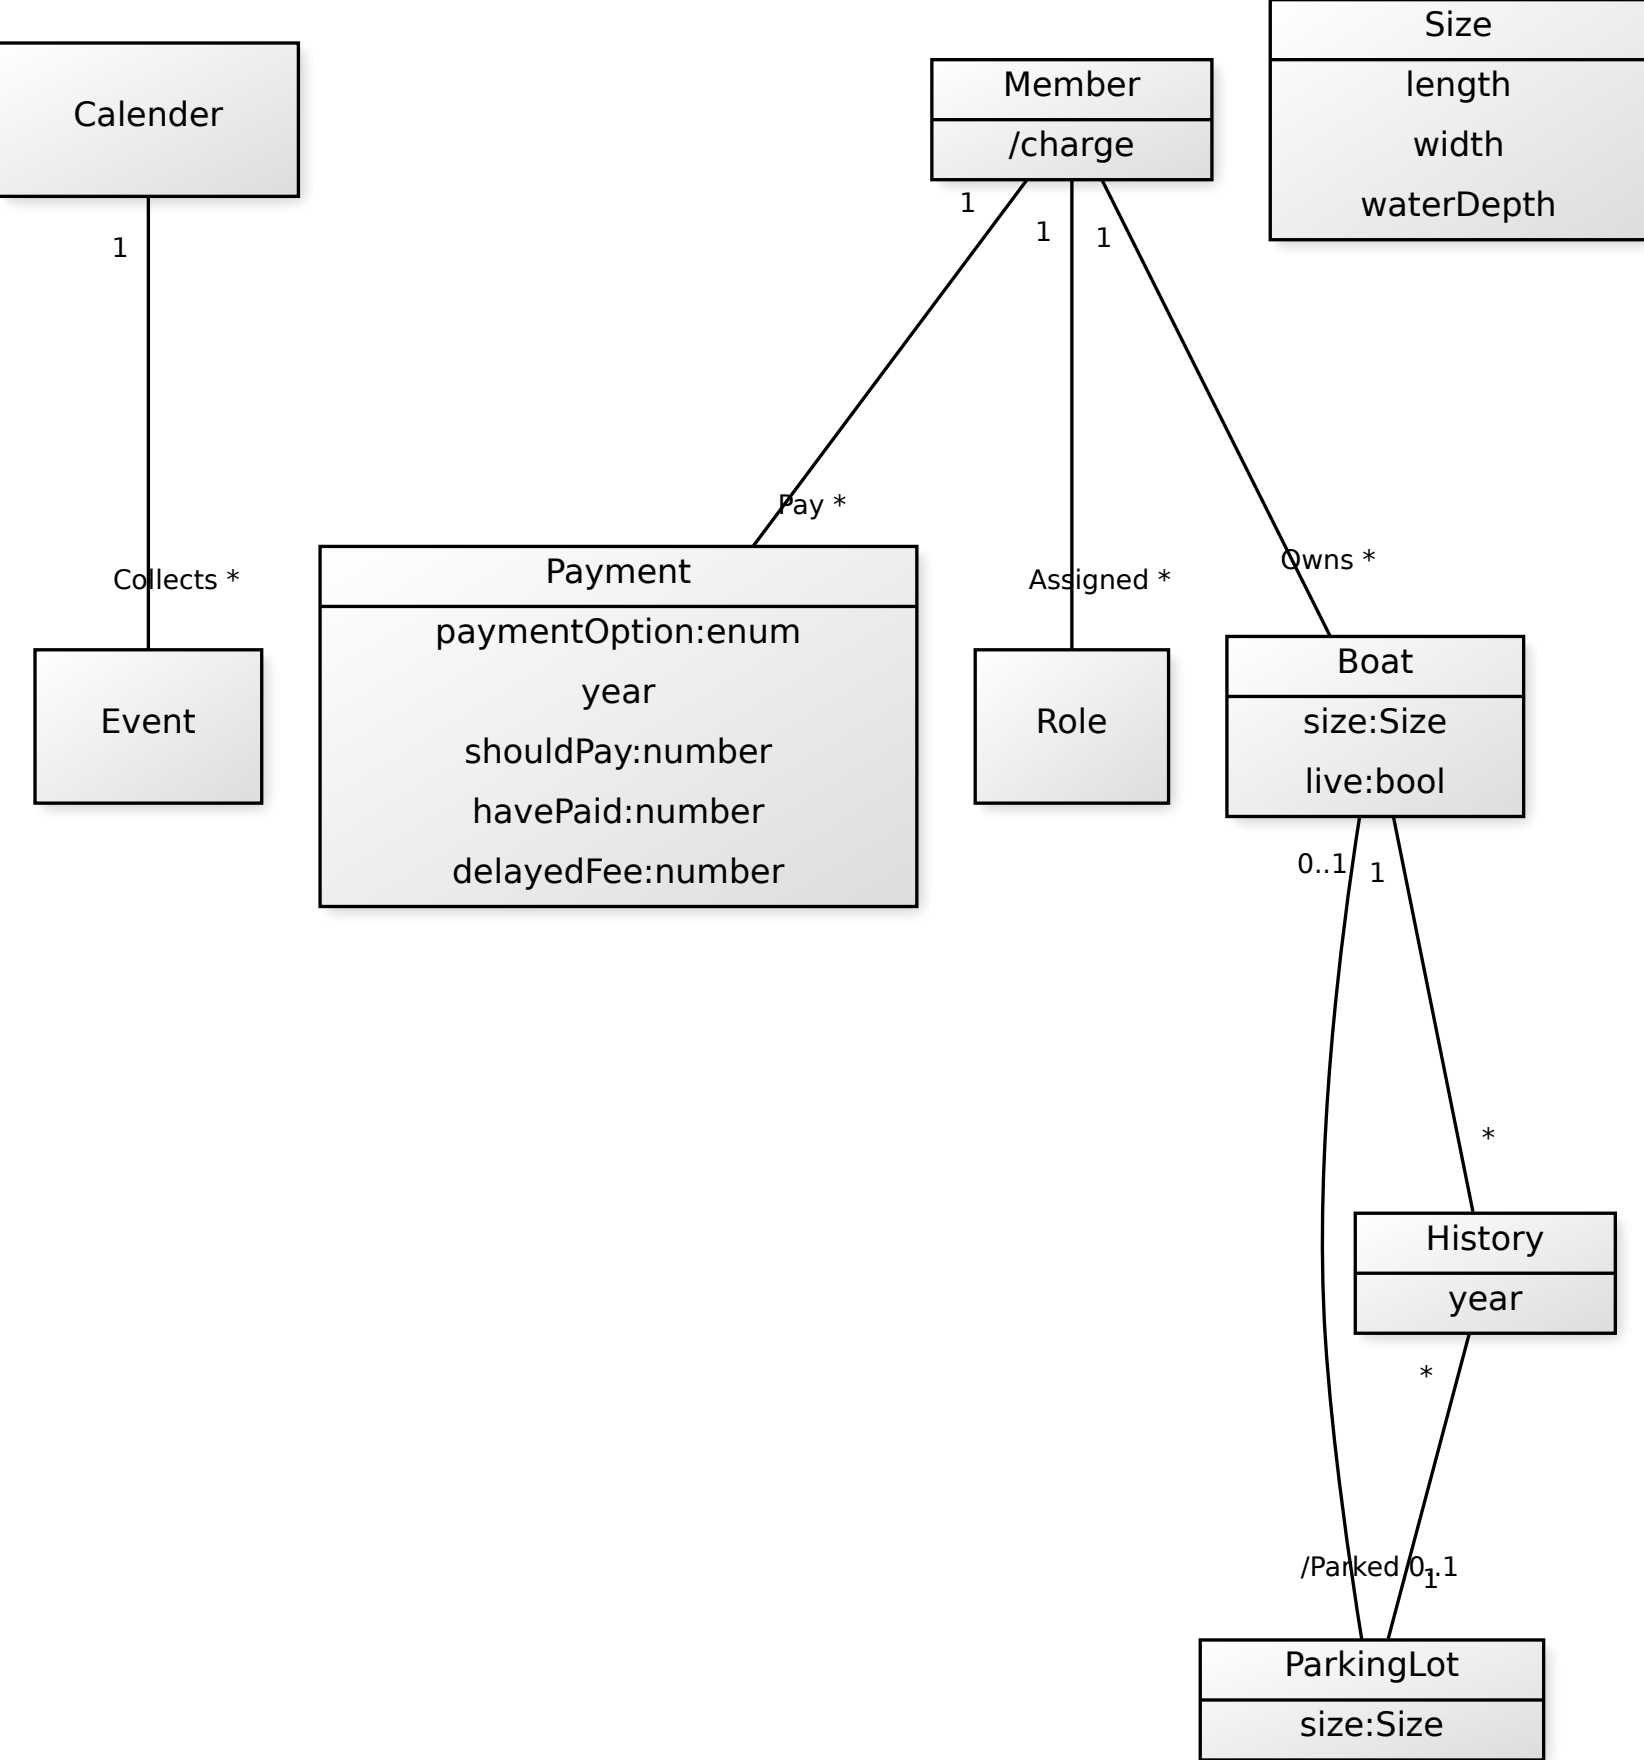 Size
length
width
waterDepth
Member
/charge
Calender
1
1
1
1
Pay *
Collects *
Assigned *
Owns *
Payment
paymentOption:enum
year
shouldPay:number
havePaid:number
delayedFee:number
Event
Role
Boat
size:Size
live:bool
0..1
1
*
History
year
*
/Parked 0..1
1
ParkingLot
size:Size